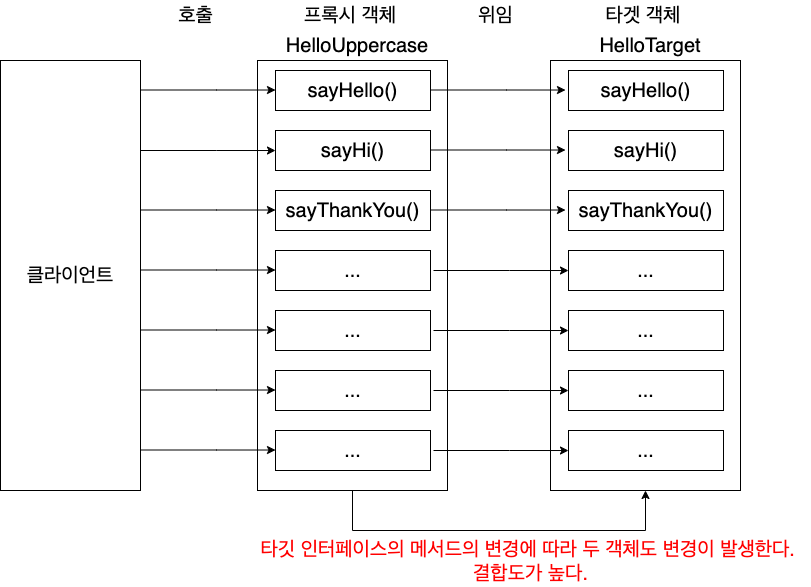 호출
프록시 객체
위임
타겟 객체
HelloUppercase
HelloTarget
클라이언트
sayHello()
sayHello()
sayHi()
sayHi()
sayThankYou()
sayThankYou()
...
...
...
...
...
...
...
...
타깃 인터페이스의 메서드의 변경에 따라 두 객체도 변경이 발생한다.
결합도가 높다.